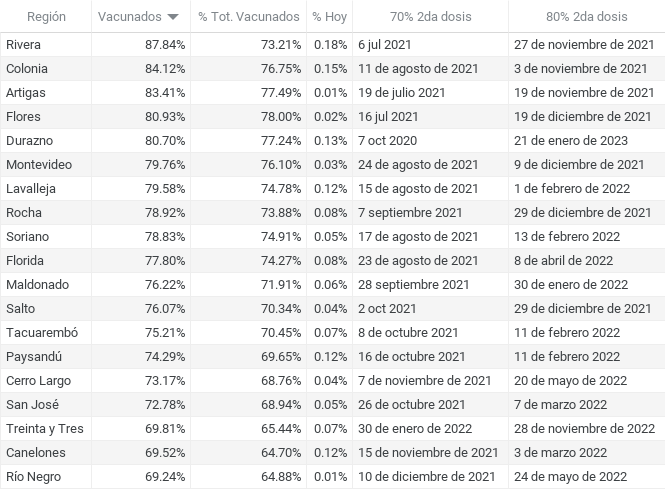 Región Vacunados % Tot. Vacunados % Hoy 70% 2da dosis 80% 2da dosis
Rivera 87.84% 73.21% 0.18% 6 jul 2021 27 de noviembre de 2021
Colonia 84.12% 76.75% 0.15% 11 de agosto de 2021 3 de noviembre de 2021
Artigas 83.41% 77.49% 0.01% 19 de julio 2021 19 de noviembre de 2021
Flores 80.93% 78.00% 0.02% 16 jul 2021 19 de diciembre de 2021
Durazno 80.70% 77.24% 0.13% 7 oct 2020 21 de enero de 2023
Montevideo 79.76% 76.10% 0.03% 24 de agosto de 2021 9 de diciembre de 2021
Lavalleja 79.58% 74.78% 0.12% 15 de agosto de 2021 1 de febrero de 2022
Rocha 78.92% 73.88% 0.08% 7 septiembre 2021 29 de diciembre de 2021
Soriano 78.83% 74.91% 0.05% 17 de agosto de 2021 13 de febrero 2022
Florida 77.80% 74.27% 0.08% 23 de agosto de 2021 8 de abril de 2022
Maldonado 76.22% 71.91% 0.06% 28 septiembre 2021 30 de enero de 2022
Salto 76.07% 70.34% 0.04% 2 oct 2021 29 de diciembre de 2021
Tacuarembó 75.21% 70.45% 0.07% 8 de octubre 2021 11 de febrero 2022
Paysandú 74.29% 69.65% 0.12% 16 de octubre 2021 11 de febrero 2022
Cerro Largo 73.17% 68.76% 0.04% 7 de noviembre de 2021 20 de mayo de 2022
San José 72.78% 68.94% 0.05% 26 de octubre 2021 7 de marzo 2022
Treinta y Tres 69.81% 65.44% 0.07% 30 de enero de 2022 28 de noviembre de 2022
Canelones 69.52% 64.70% 0.12% 15 de noviembre de 2021 3 de marzo 2022
Río Negro 69.24% 64.88% 0.01% 10 de diciembre de 2021 24 de mayo de 2022